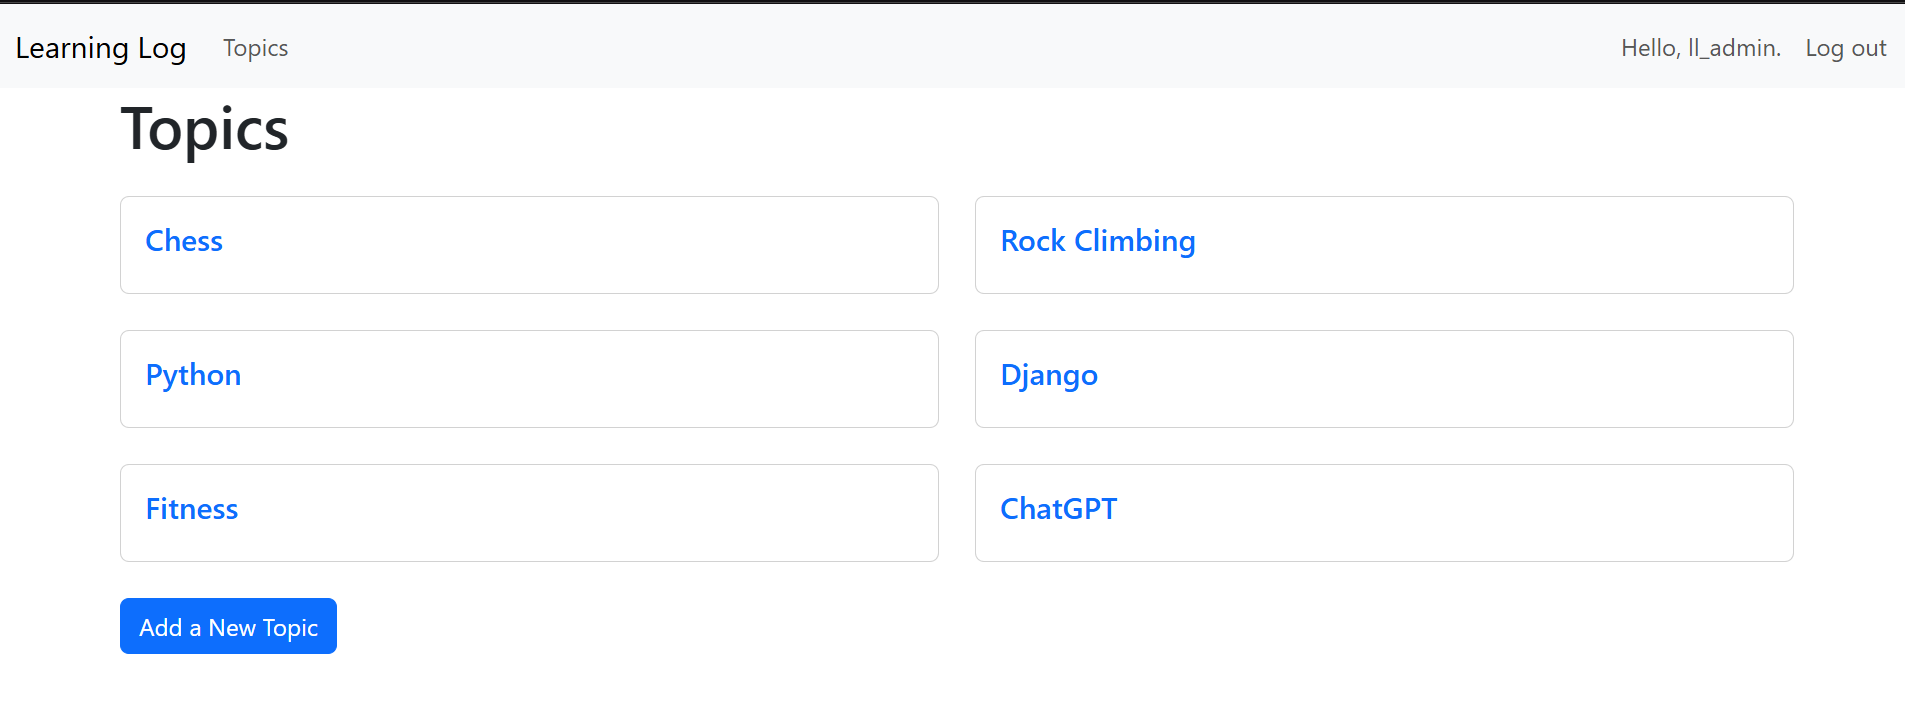 Learning Log Topics Hello, ll_admin. Log out
Topics
Chess Rock Climbing
Python Django
Fitness ChatGPT
Add a New Topic